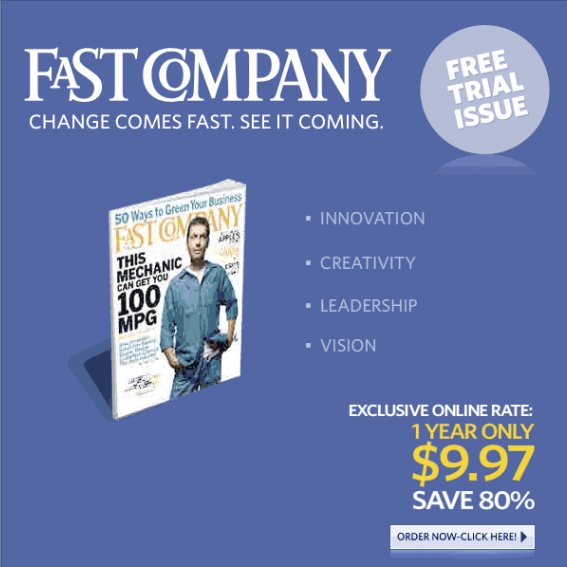 FAST COMPANY
CHANGE COMES FAST. SEE IT COMING.
FREE
TRIAL
ISSUE
50 Ways to Green Your Business
FAST COMPANY
THIS
MECHANIC
CAN GET YOU
100
MPG
APPLE'S
▪ INNOVATION
▪ CREATIVITY
▪ LEADERSHIP
▪ VISION
EXCLUSIVE ONLINE RATE:
1 YEAR ONLY
$9.97
SAVE 80%
ORDER NOW-CLICK HERE!